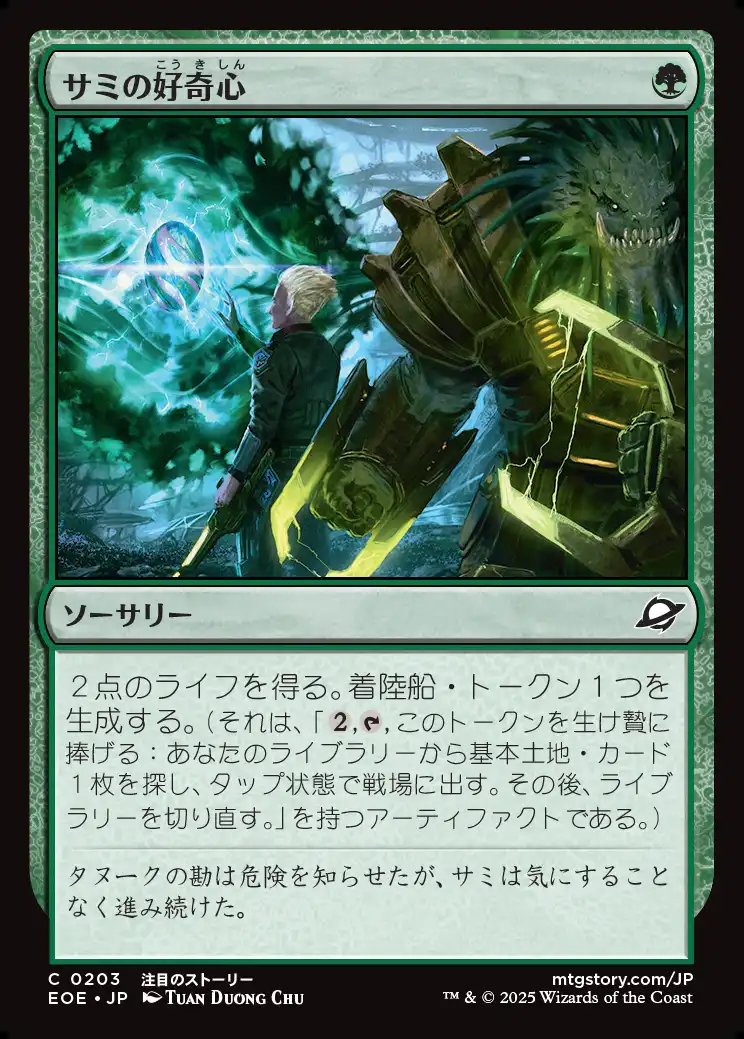 こうきしん
サミの好奇心
ソーサリー
２点のライフを得る。着陸船・トークン１つを
生成する。（それは、「2,,このトークンを生け贄に
捧げる：あなたのライブラリーから基本土地・カード
１枚を探し、タップ状態で戦場に出す。その後、ライブ
ラリーを切り直す。」を持つアーティファクトである。）
タヌークの勘は危険を知らせたが、サミは気にすること
なく進み続けた。
C 0203 注目のストーリー
mtgstory.com/JP
EOE • JP TUAN DUONG CHU
™ & © 2025 Wizards of the Coast